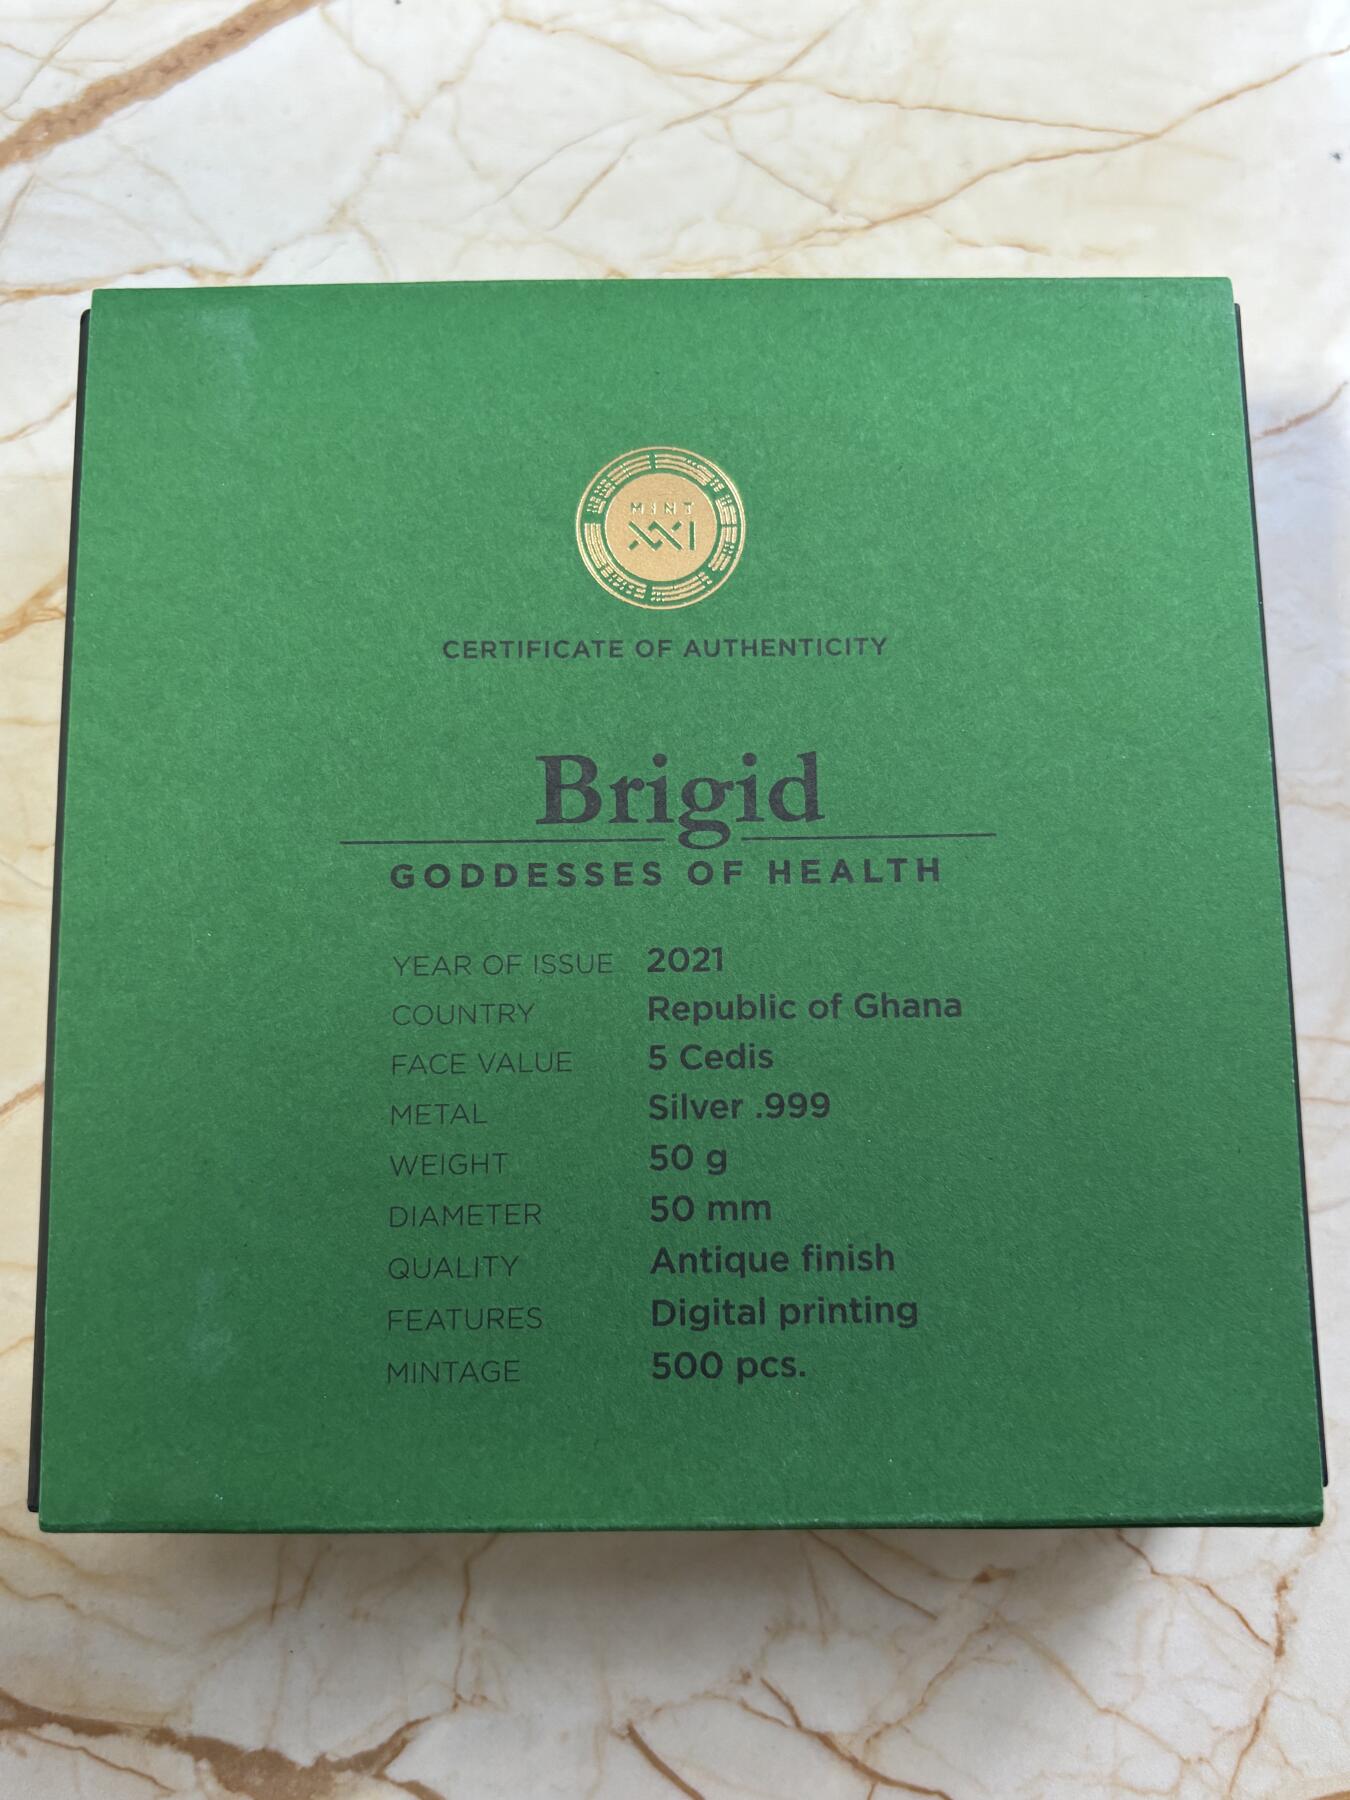 MINT
XXI
CERTIFICATE OF AUTHENTICITY
Brigid
GODDESSES OF HEALTH
YEAR OF ISSUE 2021
COUNTRY Republic of Ghana
FACE VALUE 5 Cedis
METAL Silver .999
WEIGHT 50 g
DIAMETER 50 mm
QUALITY Antique finish
FEATURES Digital printing
MINTAGE 500 pcs.